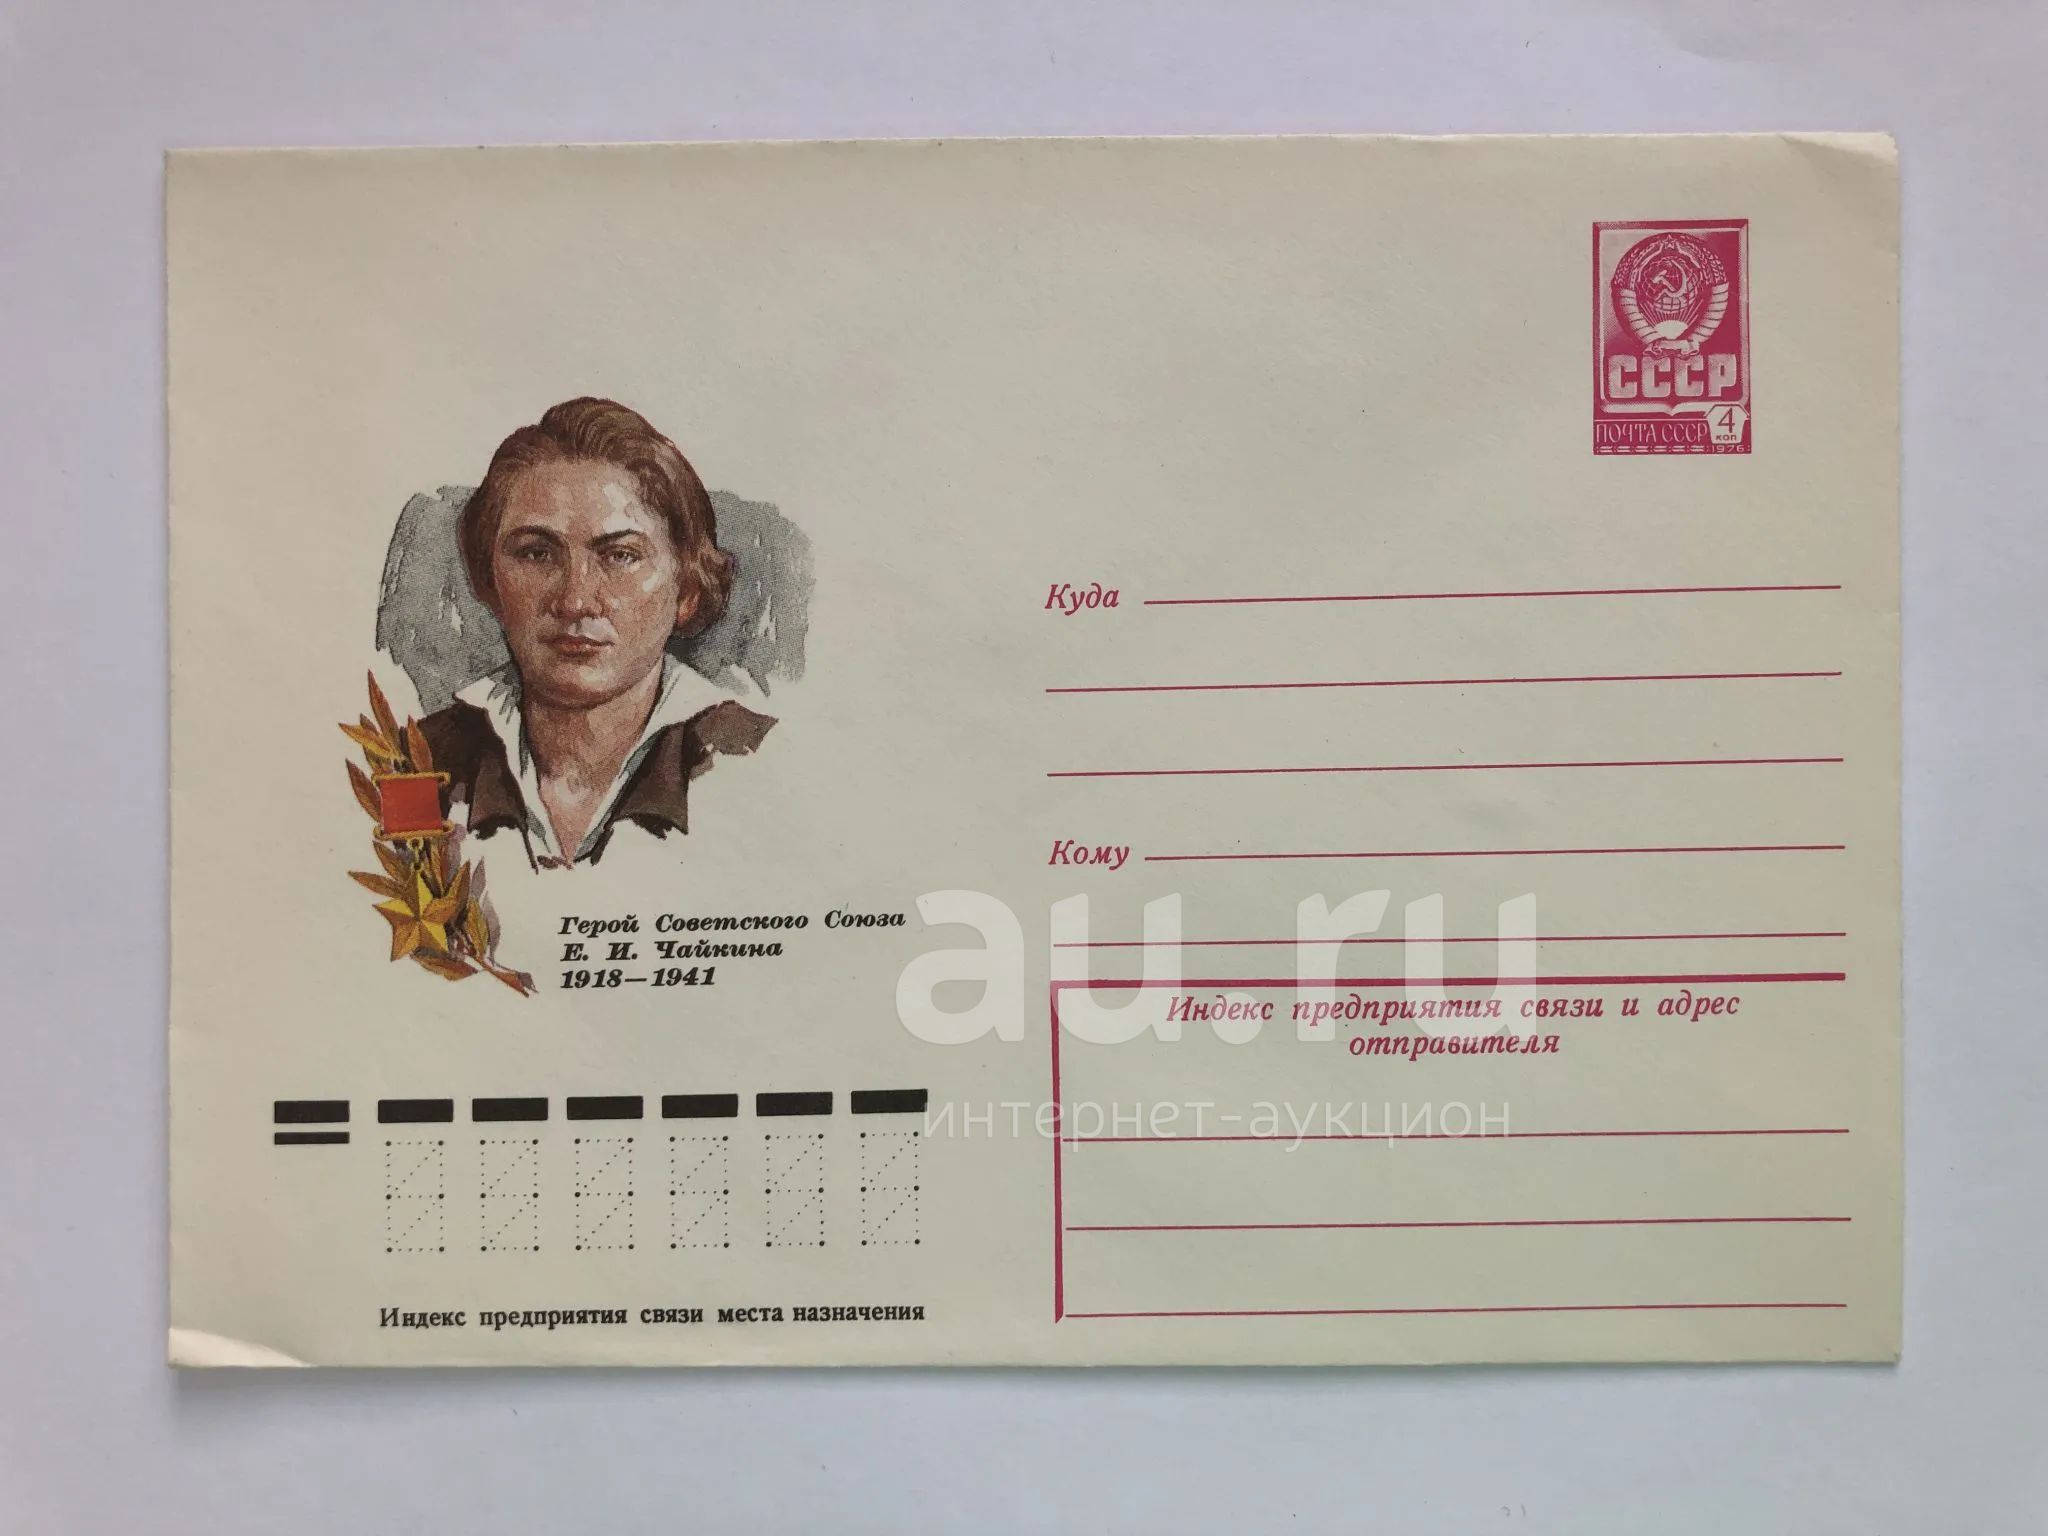 СССР
ПОЧТА СССР 4
коп
1976
Куда
Кому
Герой Советского Союза
Е. И. Чайкина
1918—1941
au.ru
интернет-аукцион
Индекс предприятия связи и адрес
отправителя
Индекс предприятия связи места назначения